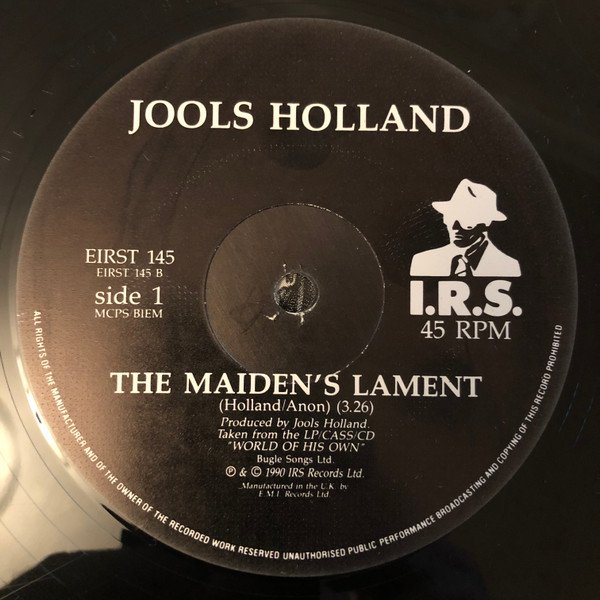 JOOLS HOLLAND
EIRST 145
EIRST 145 B
side 1
MCPS BIEM
I.R.S.
45 RPM
THE MAIDEN'S LAMENT
(Holland/Anon) (3.26)
Produced by Jools Holland.
Taken from the LP/CASS/CD
"WORLD OF HIS OWN"
Bugle Songs Ltd.
℗ & © 1990 IRS Records Ltd.
Manufactured in the U.K. by
E.M.I. Records Ltd.
ALL RIGHTS OF THE MANUFACTURER AND OF THE OWNER OF THE RECORDED WORK RESERVED UNAUTHORISED PUBLIC PERFORMANCE BROADCASTING AND COPYING OF THIS RECORD PROHIBITED